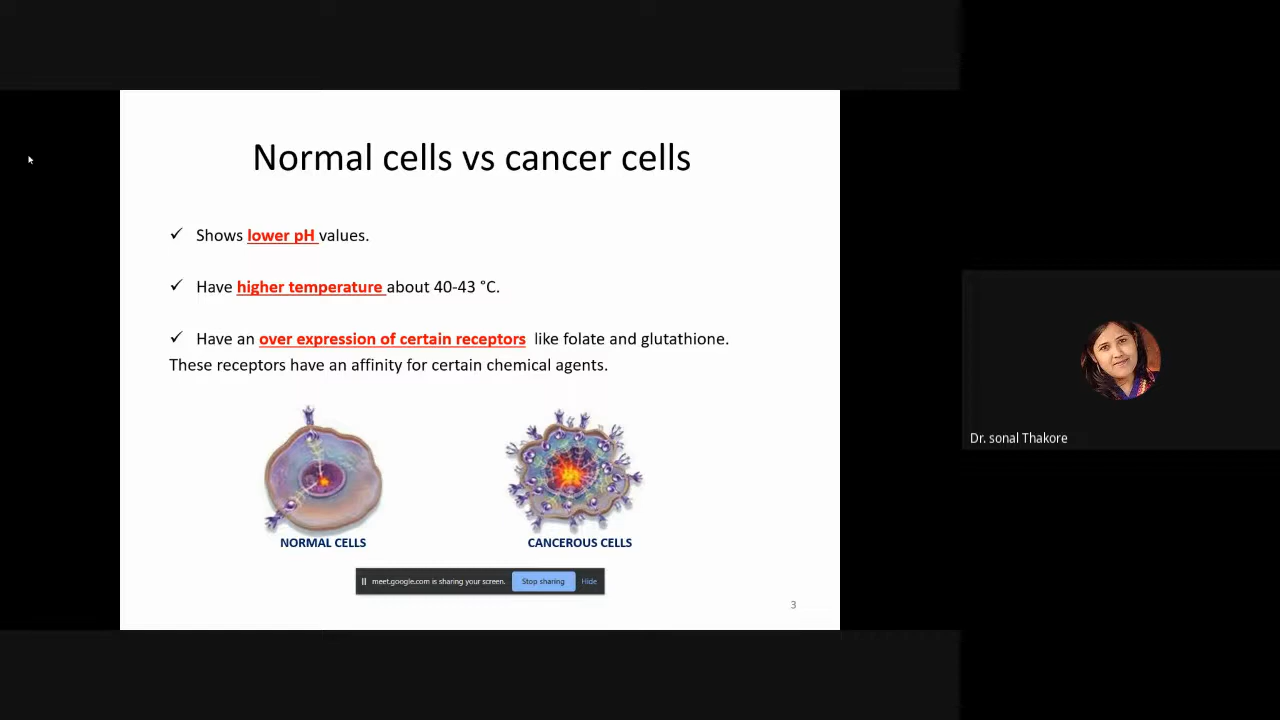 Normal cells vs cancer cells
✓ Shows lower pH values.
✓ Have higher temperature about 40-43 °C.
✓ Have an over expression of certain receptors like folate and glutathione.
These receptors have an affinity for certain chemical agents.
NORMAL CELLS
CANCEROUS CELLS
meet.google.com is sharing your screen. Stop sharing Hide
3
Dr. sonal Thakore